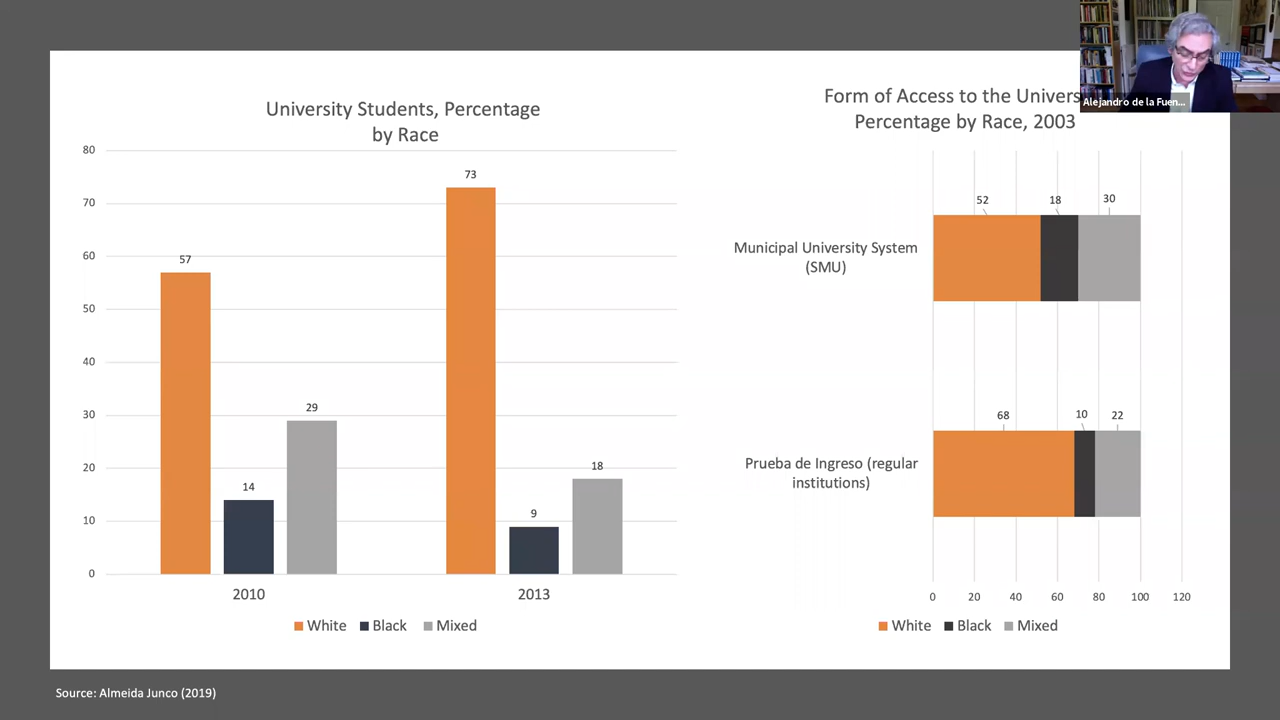 University Students, Percentage
by Race
80
70
60
50
40
30
20
10
0
57
14
29
73
9
18
2010
2013
White
Black
Mixed
Form of Access to the
Percentage by Race, 2003
Municipal University System
(SMU)
52
18
30
Prueba de Ingreso (regular
institutions)
68
10
22
0
20
40
60
80
100
120
White
Black
Mixed
Alejandro de la Fuen...
Source: Almeida Junco (2019)